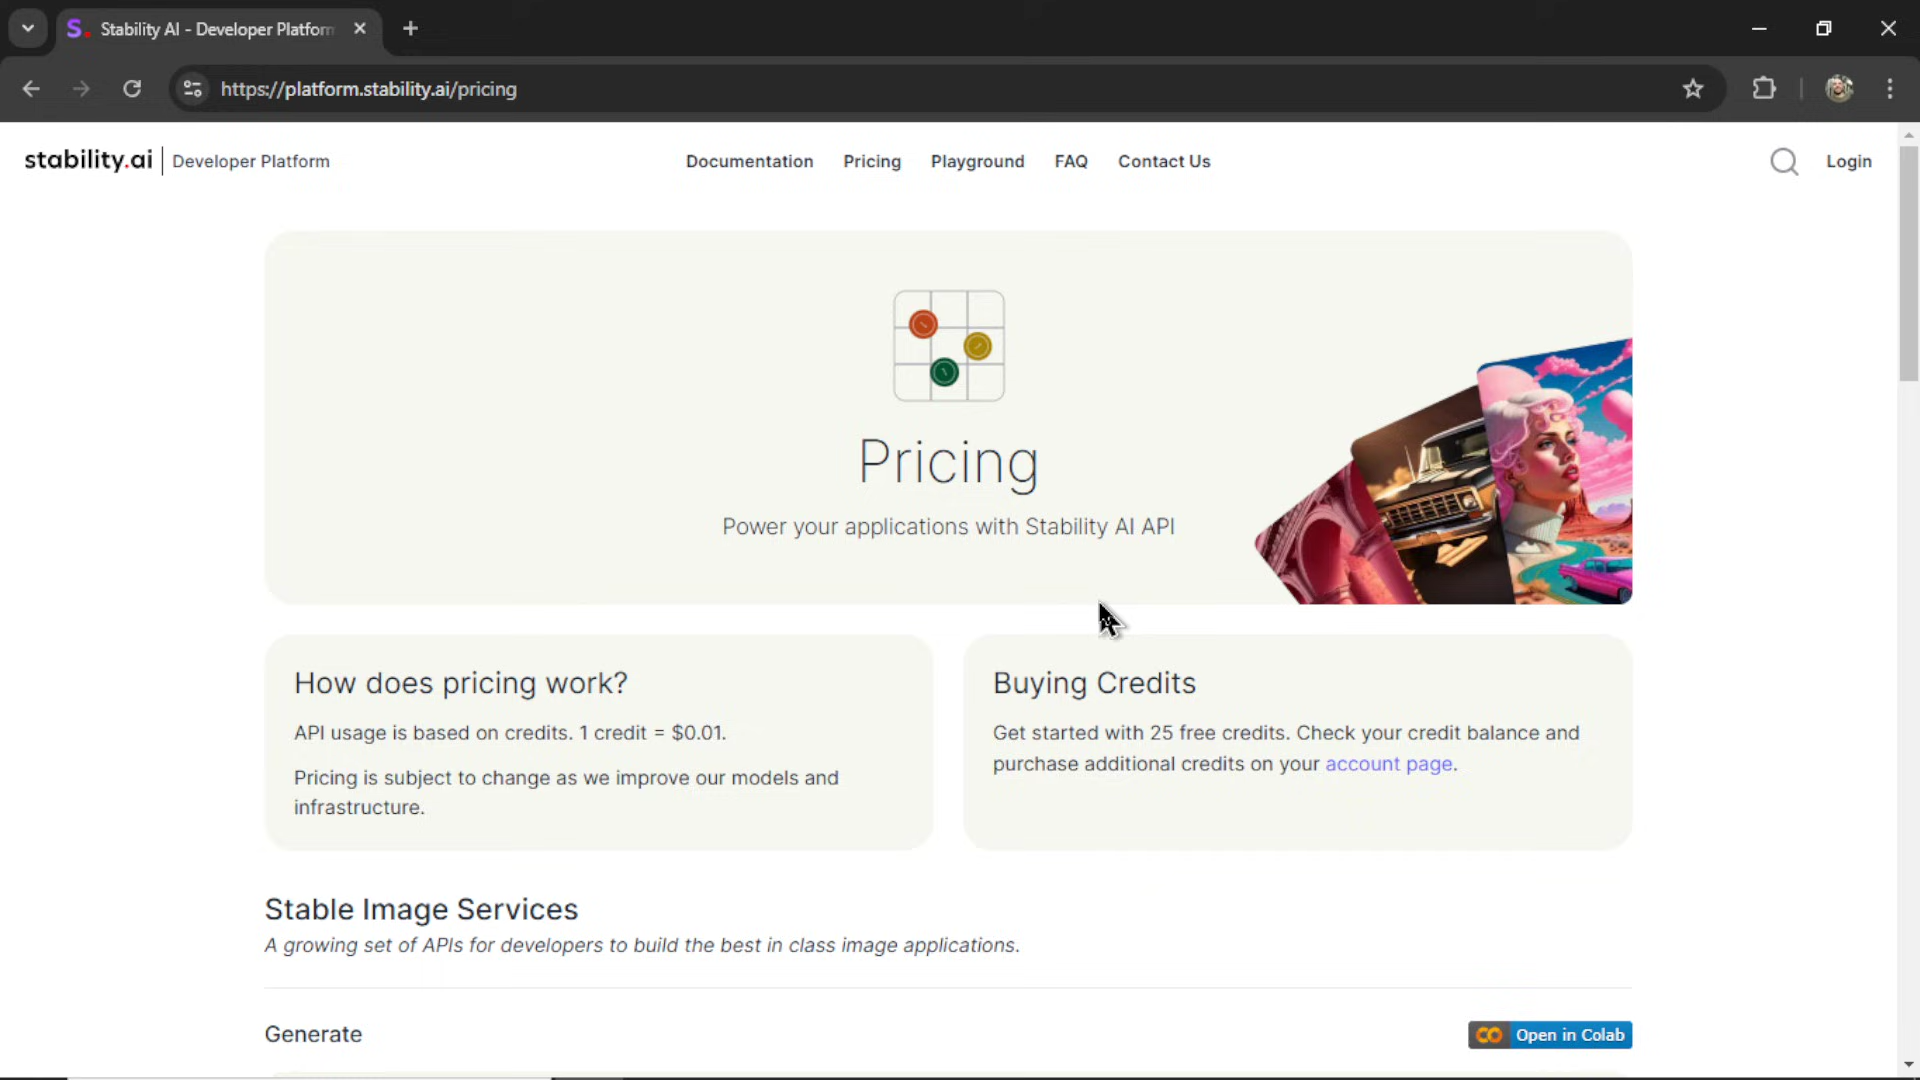 Stability AI - Developer Platform
https://platform.stability.ai/pricing
stability.ai | Developer Platform
Documentation Pricing Playground FAQ Contact Us
Login
Pricing
Power your applications with Stability AI API
How does pricing work?
API usage is based on credits. 1 credit = $0.01.
Pricing is subject to change as we improve our models and
infrastructure.
Buying Credits
Get started with 25 free credits. Check your credit balance and
purchase additional credits on your account page.
Stable Image Services
A growing set of APIs for developers to build the best in class image applications.
Generate
Open in Colab